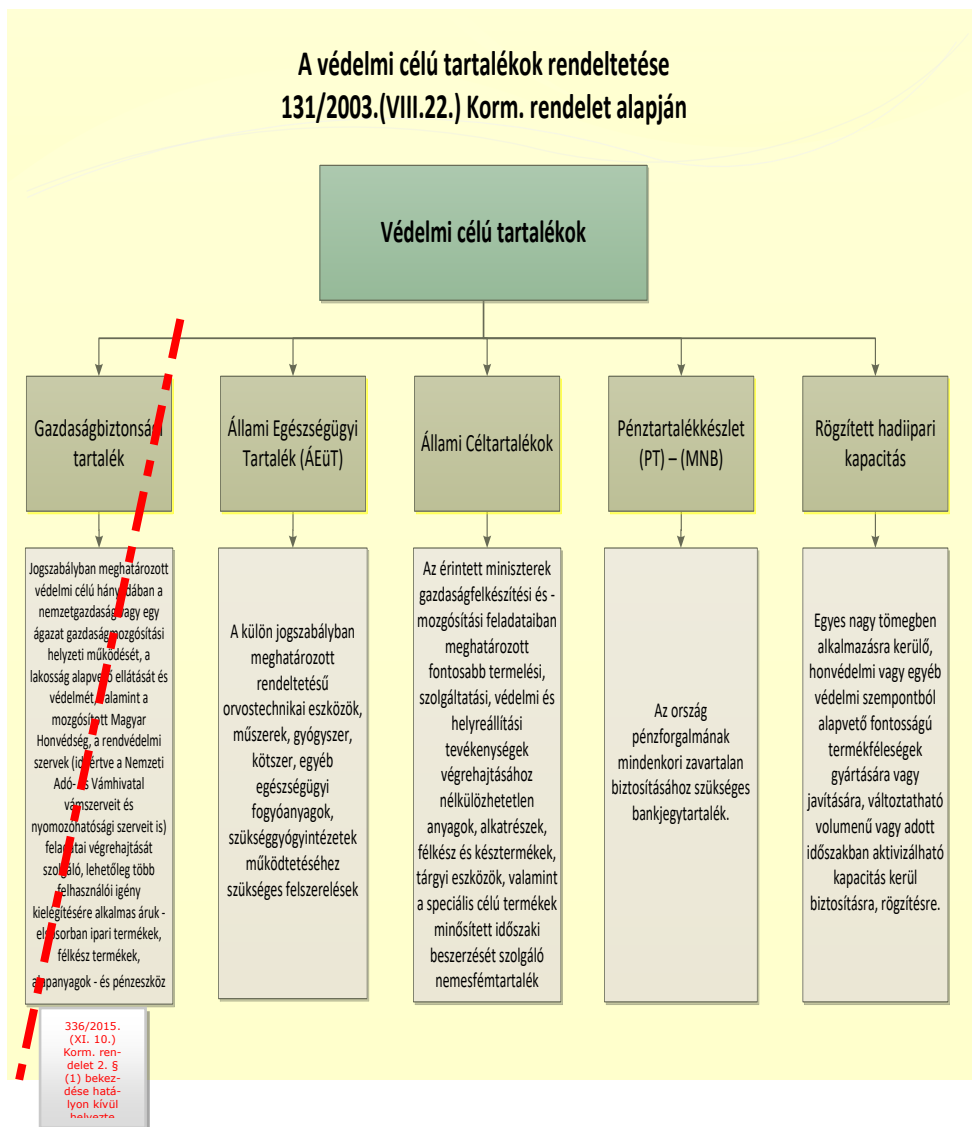 A védelmi célú tartalékok rendeltetése
131/2003.(VIII.22.) Korm. rendelet alapján
Védelmi célú tartalékok
Gazdaságbiztonsági
tartalék
Állami Egészségügyi
Tartalék (ÁEüT)
Állami Céltartalékok
Pénztartalékkészlet
(PT) – (MNB)
Rögzített hadiipari
kapacitás
Jogszabályban meghatározott
védelmi célú hányadában a
nemzetgazdaság vagy egy
ágazat gazdaságmozgósítási
helyzeti működését, a
lakosság alapvető ellátását és
védelmét, valamint a
mozgósított Magyar
Honvédség, a rendvédelmi
szervek (ideértve a Nemzeti
Adó- és Vámhivatal
vámszerveit és
nyomozóhatósági szerveit is)
feladatai végrehajtását
szolgáló, lehetőleg több
felhasználói igény
kielégítésére alkalmas áruk -
elsősorban ipari termékek,
félkész termékek,
alapanyagok - és pénzeszköz
A külön jogszabályban
meghatározott
rendeltetésű
orvostechnikai eszközök,
műszerek, gyógyszer,
kötszer, egyéb
egészségügyi
fogyóanyagok,
szükséggyógyintézetek
működtetéséhez
szükséges felszerelések
Az érintett miniszterek
gazdaságfelkészítési és -
mozgósítási feladataiban
meghatározott
fontosabb termelési,
szolgáltatási, védelmi és
helyreállítási
tevékenységek
végrehajtásához
nélkülözhetetlen
anyagok, alkatrészek,
félkész és késztermékek,
tárgyi eszközök, valamint
a speciális célú termékek
minősített időszaki
beszerzését szolgáló
nemesfémtartalék
Az ország
pénzforgalmának
mindenkori zavartalan
biztosításához szükséges
bankjegytartalék.
Egyes nagy tömegben
alkalmazásra kerülő,
honvédelmi vagy egyéb
védelmi szempontból
alapvető fontosságú
termékféleségek
gyártására vagy
javítására, változtatható
volumenű vagy adott
időszakban aktivizálható
kapacitás kerül
biztosításra, rögzítésre.
336/2015.
(XI. 10.)
Korm. ren-
delet 2. §
(1) bekez-
dése hatá-
lyon kívül
helyezte